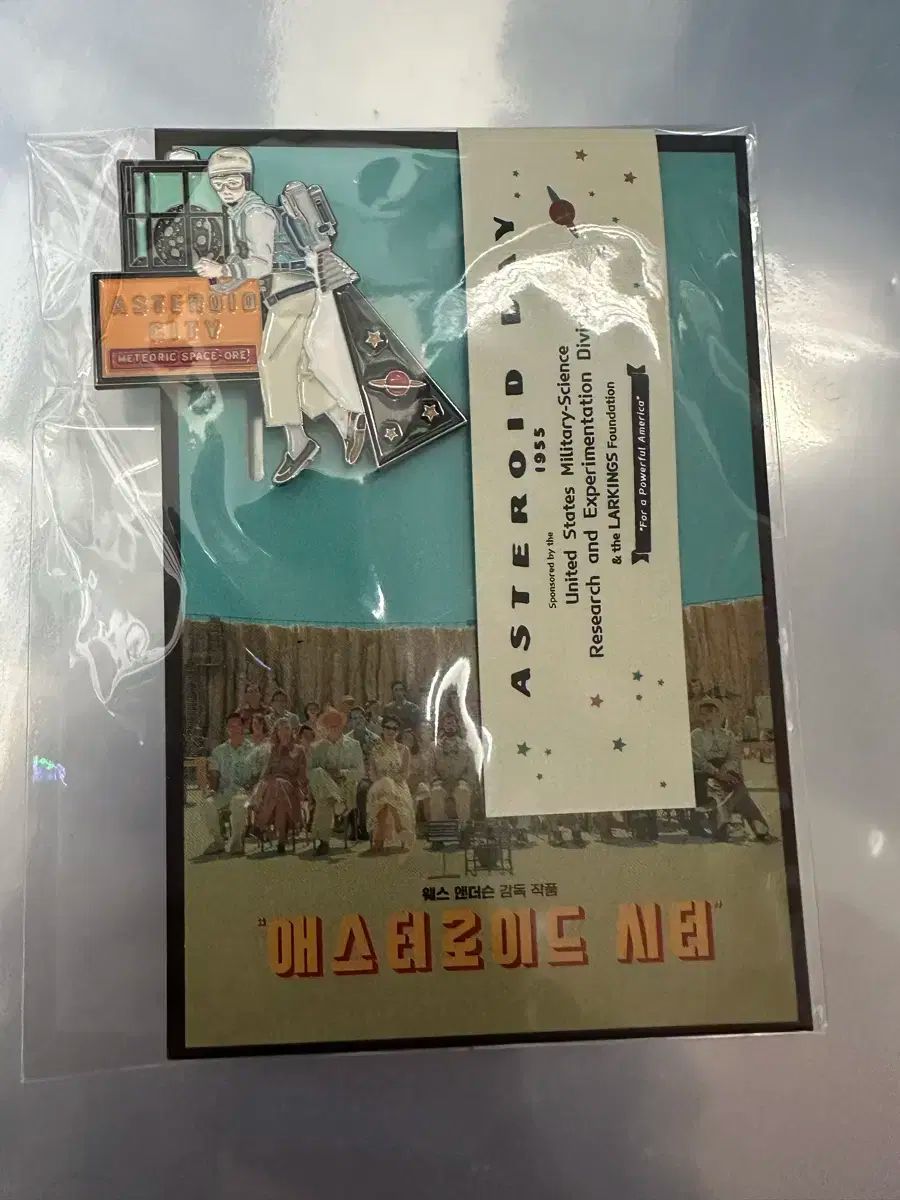 ASTEROID
CITY
METEORIC SPACE-ORE
ASTEROID DAY
1955
Sponsored by the
United States Military-Science
Research and Experimentation
& the LARKINGS Foundation
"For a Powerful America"
웨스 앤더슨 감독 작품
"애스터로이드 시티"